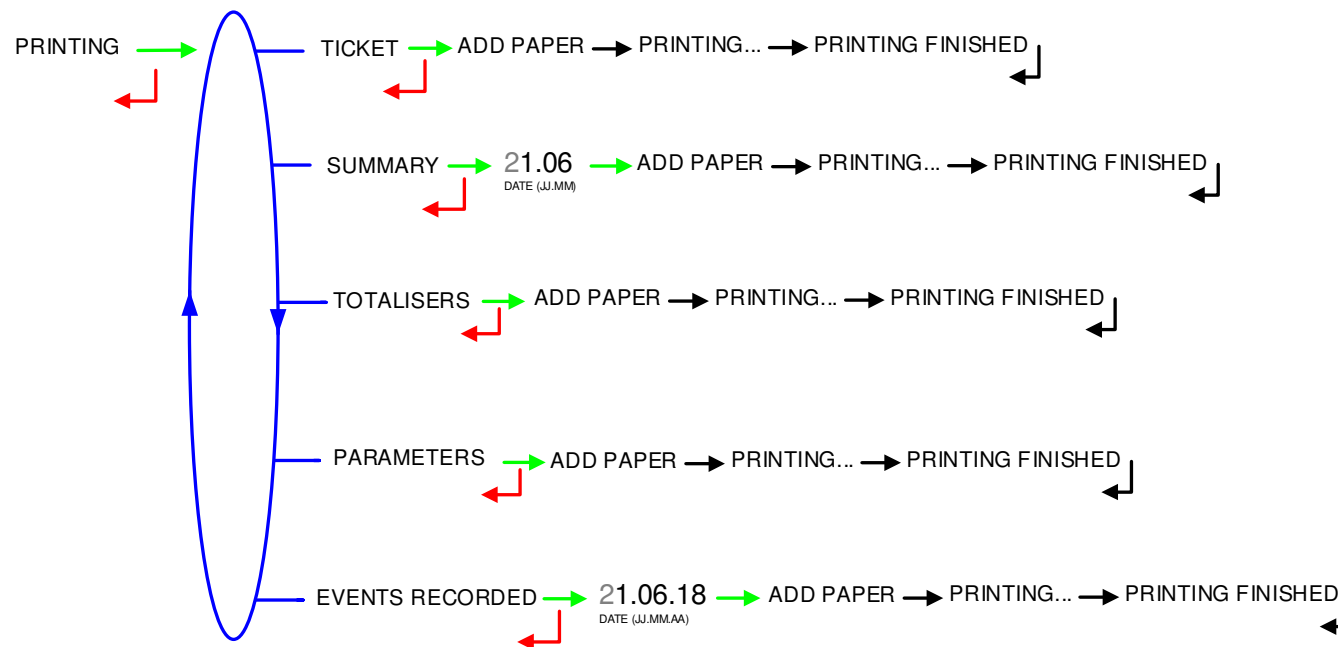 PRINTING TICKET ADD PAPER PRINTING... PRINTING FINISHED
SUMMARY 21.06 ADD PAPER PRINTING... PRINTING FINISHED
DATE (JJ.MM)
TOTALISERS ADD PAPER PRINTING... PRINTING FINISHED
PARAMETERS ADD PAPER PRINTING... PRINTING FINISHED
EVENTS RECORDED 21.06.18 ADD PAPER PRINTING... PRINTING FINISHED
DATE (JJ.MM.AA)